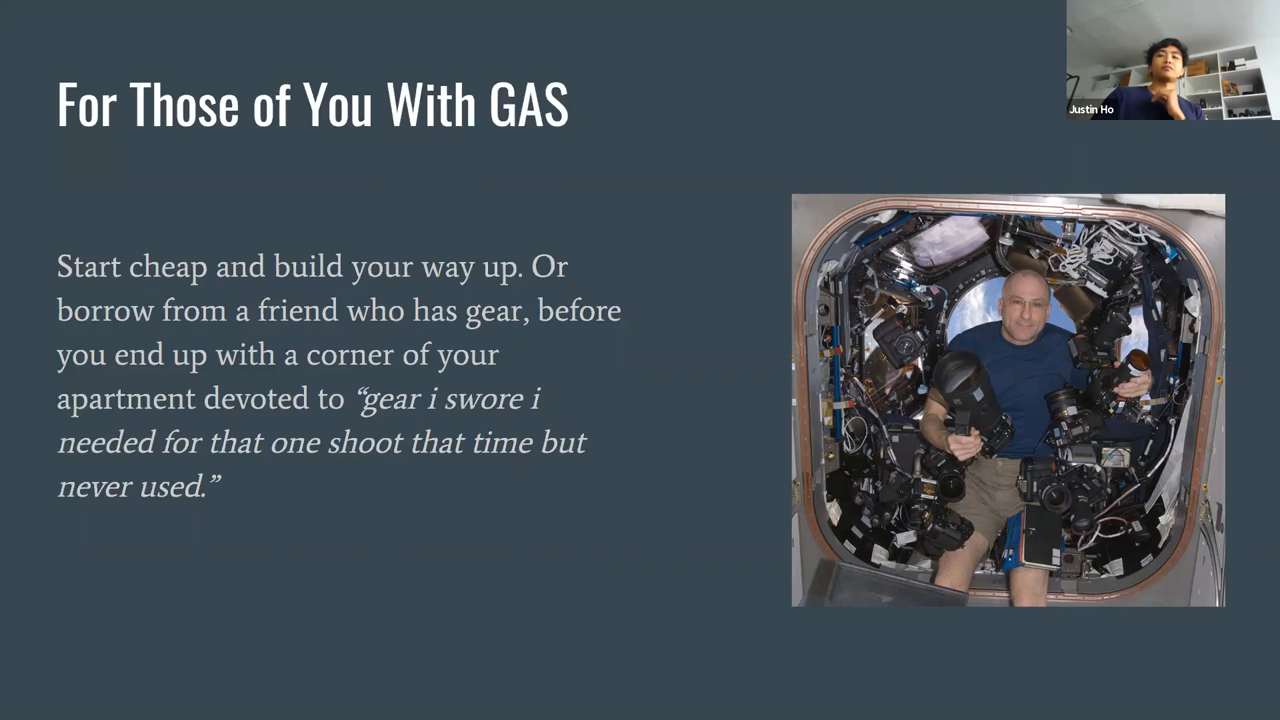 For Those of You With GAS
Justin Ho
Start cheap and build your way up. Or
borrow from a friend who has gear, before
you end up with a corner of your
apartment devoted to “gear i swore i
needed for that one shoot that time but
never used.”